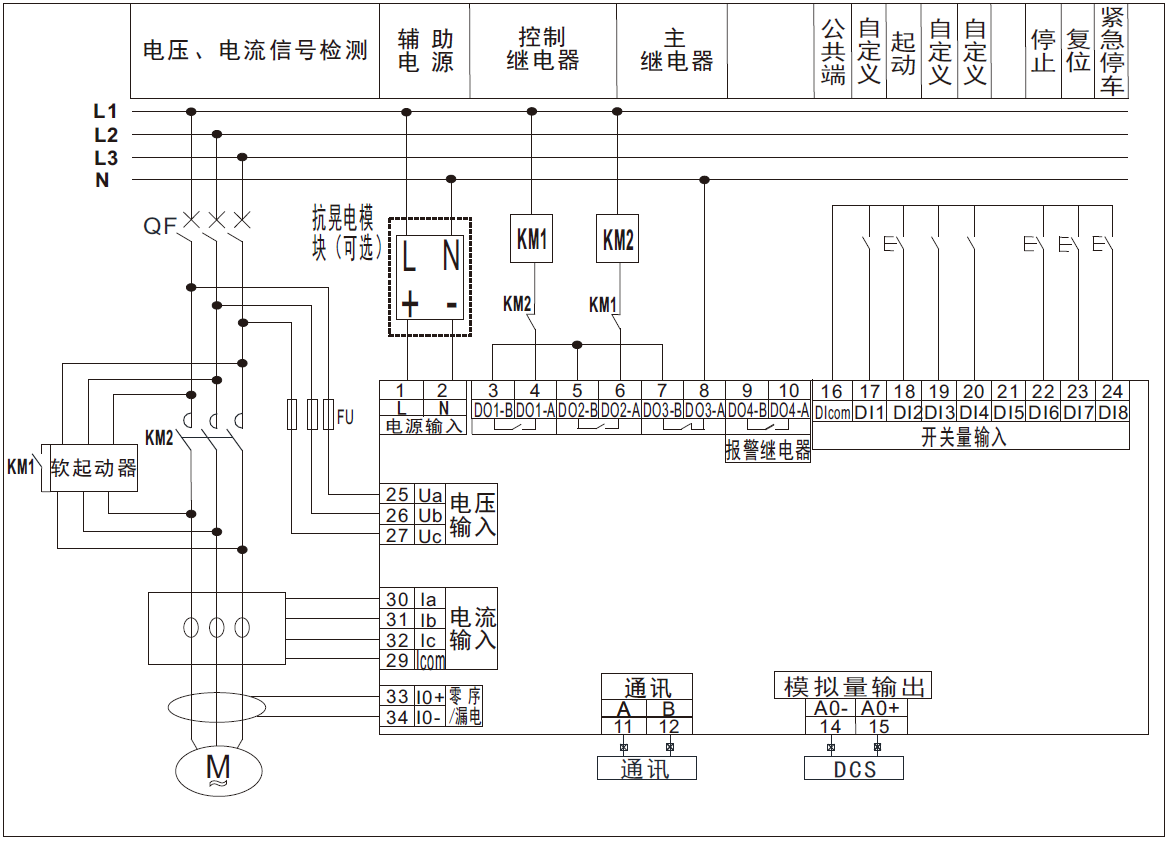 电压、电流信号检测
辅助
电源
控制
继电器
主
继电器
公共端
自定义
起动
自定义
自定义
停止
复位
紧急停车
L1
L2
L3
N
QF
抗晃电模
块（可选）
L N
+ -
KM1
KM2
KM2
KM1
1 2 3 4 5 6 7 8 9 10 16 17 18 19 20 21 22 23 24
L N DO1-B DO1-A DO2-B DO2-A DO3-B DO3-A DO4-B DO4-A DIcom DI1 DI2 DI3 DI4 DI5 DI6 DI7 DI8
电源输入
报警继电器
开关量输入
FU
KM2
KM1
软起动器
25 Ua
26 Ub
27 Uc
电压
输入
30 Ia
31 Ib
32 Ic
29 Icom
电流
输入
33 I0+
34 I0-
零序
/漏电
M
≈
通讯
A B
11 12
通讯
模拟量输出
A0- A0+
14 15
DCS